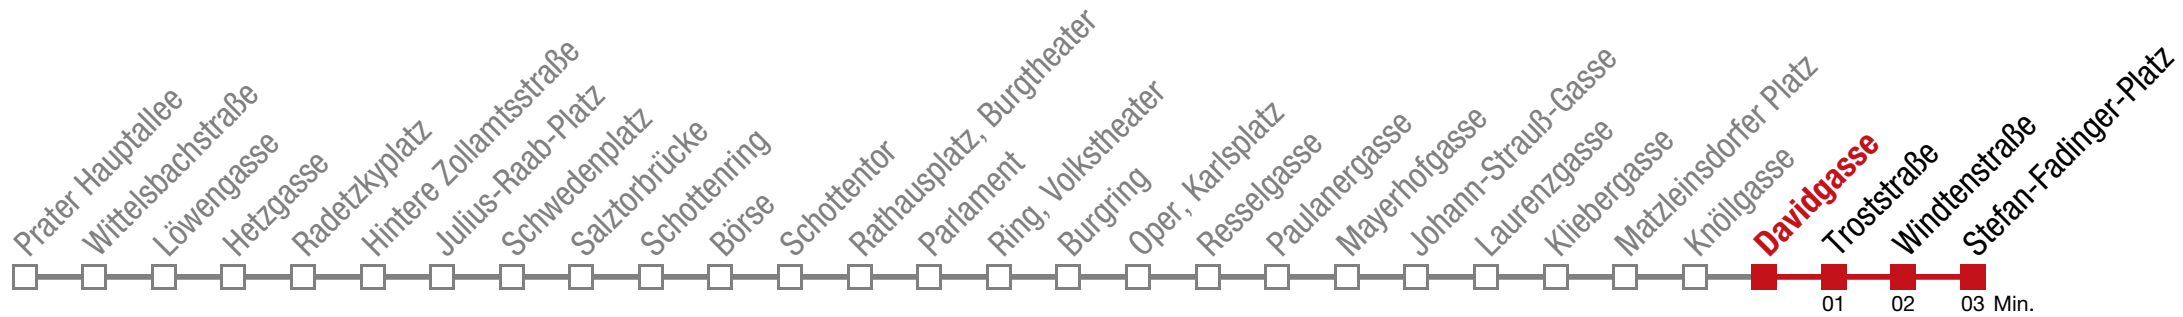 Prater Hauptallee
Wittelsbachstraße
Löwengasse
Hetzgasse
Radetzkyplatz
Hintere Zollamtsstraße
Julius-Raab-Platz
Schwedenplatz
Salztorbrücke
Schottenring
Börse
Schottentor
Rathausplatz, Burgtheater
Parlament
Ring, Volkstheater
Burgring
Oper, Karlsplatz
Resselgasse
Paulanergasse
Mayerhofgasse
Johann-Strauß-Gasse
Laurenzgasse
Kliebergasse
Matzleinsdorfer Platz
Knöllgasse
Davidgasse
Troststraße
Windtenstraße
Stefan-Fadinger-Platz
01 02 03 Min.